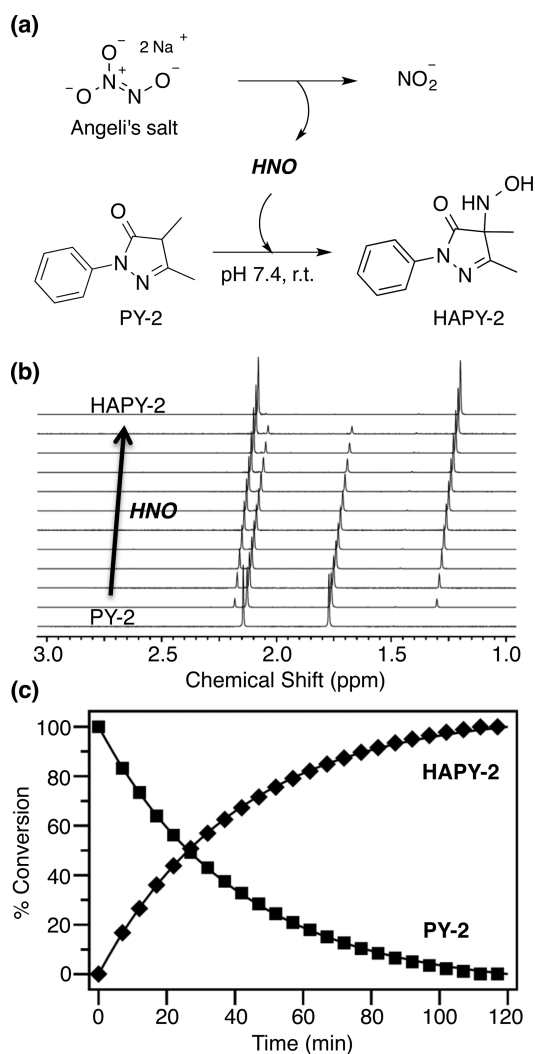 (a)
O⁻ 2 Na⁺
⁻O N⁺ N O⁻
Angeli's salt
NO₂⁻
HNO
O
N
N
PY-2
pH 7.4, r.t.
OH
HN
O
N
N
HAPY-2
(b)
HAPY-2
HNO
PY-2
3.0 2.5 2.0 1.5 1.0
Chemical Shift (ppm)
(c)
100
80
60
40
20
0
% Conversion
HAPY-2
PY-2
0 20 40 60 80 100 120
Time (min)